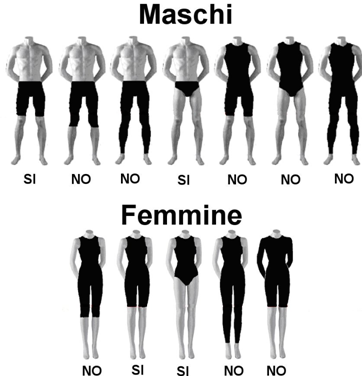 Maschi
SI NO NO SI NO NO NO
Femmine
NO SI SI NO NO